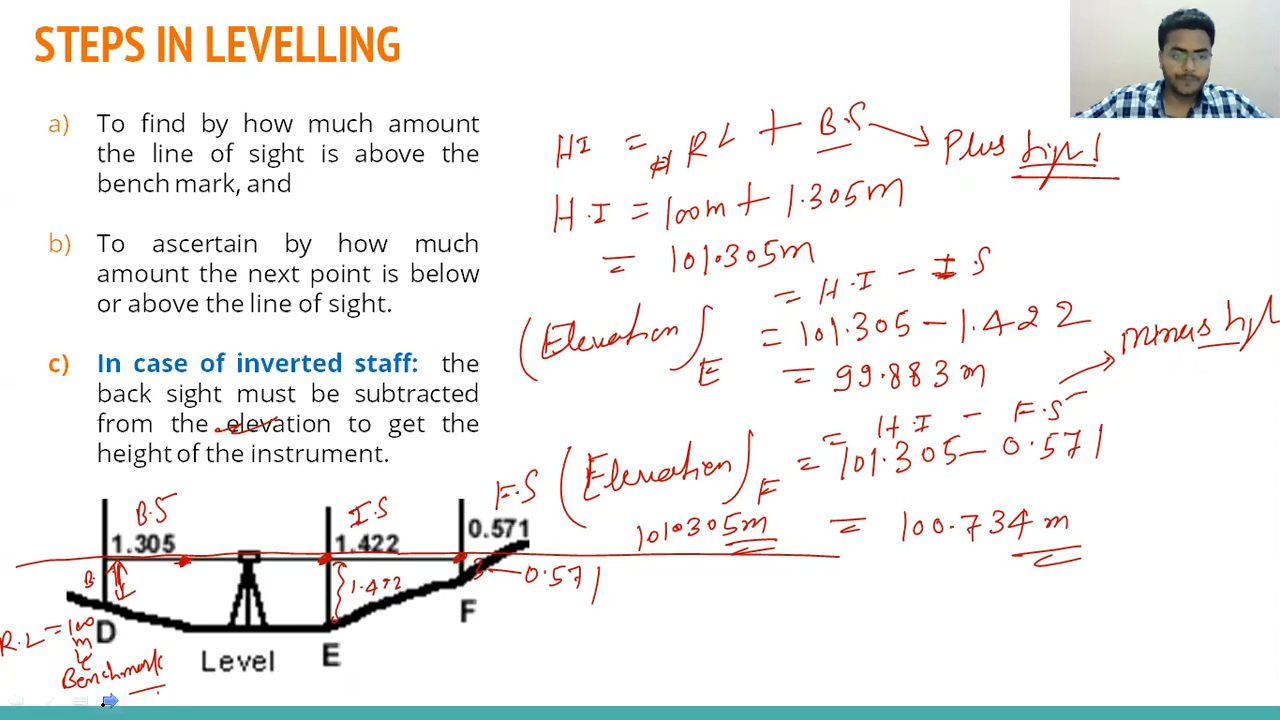 STEPS IN LEVELLING
a) To find by how much amount
the line of sight is above the
bench mark, and
b) To ascertain by how much
amount the next point is below
or above the line of sight.
c) In case of inverted staff: the
back sight must be subtracted
from the elevation to get the
height of the instrument.
HI = RL + B.S → Plus sight
H.I = 100m + 1.305m
= 101.305m
= H.I - I.S
(Elevation)E = 101.305 - 1.422
= 99.883m
minus sight
= H.I - F.S
F.S (Elevation)F = 101.305 - 0.571
101.305m = 100.734m
B.S
I.S
1.305
1.422
0.571
1.422
0.571
D
E
F
Level
R.L = 100
m
Benchmark